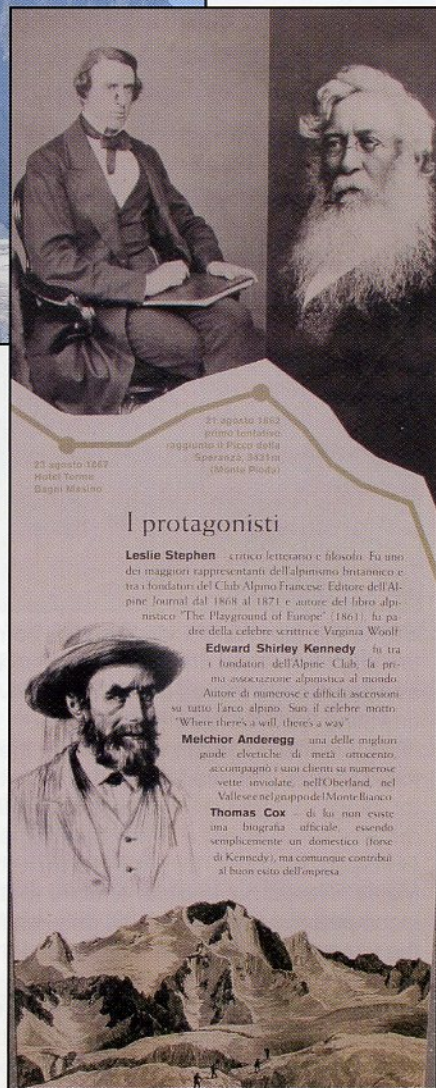 21 agosto 1862
primo tentativo
raggiunto il Picco della
Speranza, 3431m
(Monte Pioda)
23 agosto 1867
Hotel Terme
Bagni Masino
I protagonisti
Leslie Stephen - critico letterario e filosofo. Fu uno
dei maggiori rappresentanti dell'alpinismo britannico e
tra i fondatori del Club Alpino Francese. Editore dell'Al-
pine Journal dal 1868 al 1871 e autore del libro alpi-
nistico "The Playground of Europe" (1861), fu pa-
dre della celebre scrittrice Virginia Woolf.
Edward Shirley Kennedy - fu tra
i fondatori dell'Alpine Club, la pri-
ma associazione alpinistica al mondo.
Autore di numerose e difficili ascensioni
su tutto l'arco alpino. Suo il celebre motto:
"Where there's a will, there's a way".
Melchior Anderegg - una delle migliori
guide elvetiche di metà ottocento,
accompagnò i suoi clienti su numerose
vette inviolate, nell'Oberland, nel
Vallese e nel gruppo del Monte Bianco.
Thomas Cox - di lui non esiste
una biografia officiale, essendo
semplicemente un domestico (forse
di Kennedy), ma comunque contribuì
al buon esito dell'impresa.